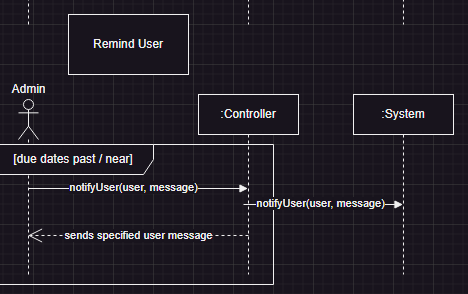 Remind User
Admin
:Controller
:System
[due dates past / near]
notifyUser(user, message)
notifyUser(user, message)
sends specified user message